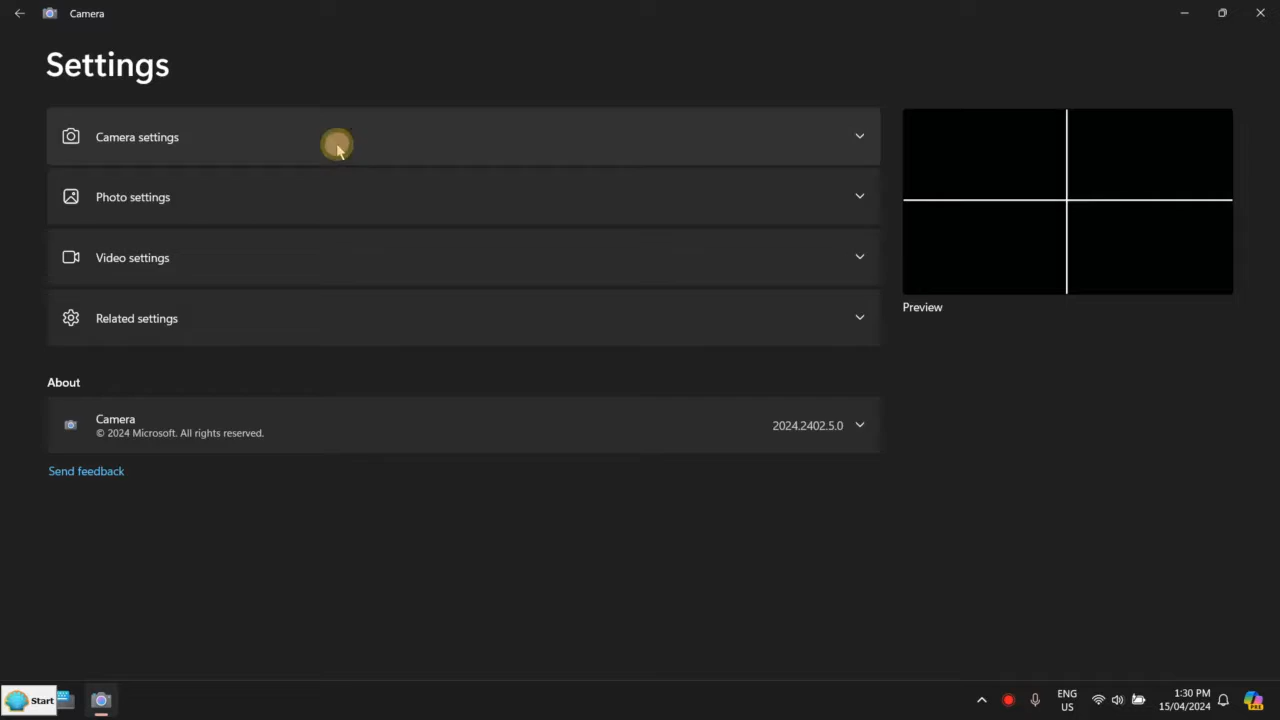 Camera
Settings
Camera settings
Photo settings
Video settings
Related settings
Preview
About
Camera
© 2024 Microsoft. All rights reserved.
2024.2402.5.0
Send feedback
Start
ENG
US
1:30 PM
15/04/2024
PRE